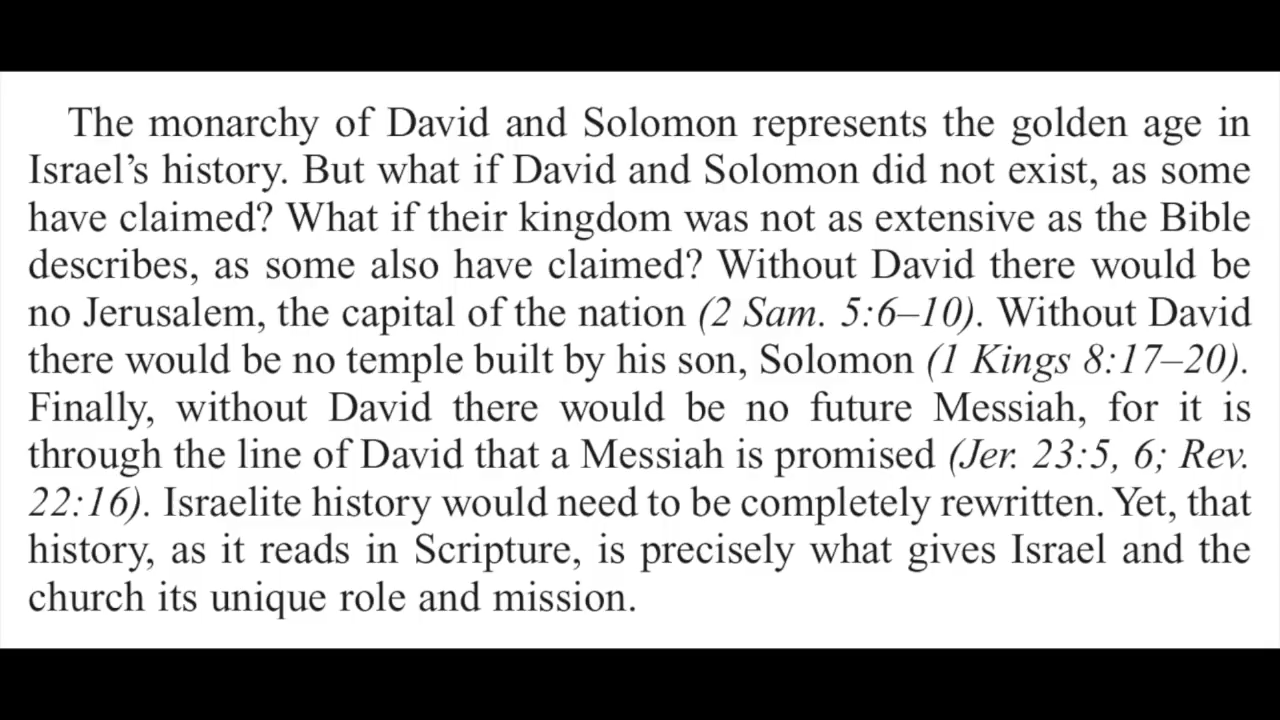 The monarchy of David and Solomon represents the golden age in
Israel’s history. But what if David and Solomon did not exist, as some
have claimed? What if their kingdom was not as extensive as the Bible
describes, as some also have claimed? Without David there would be
no Jerusalem, the capital of the nation (2 Sam. 5:6–10). Without David
there would be no temple built by his son, Solomon (1 Kings 8:17–20).
Finally, without David there would be no future Messiah, for it is
through the line of David that a Messiah is promised (Jer. 23:5, 6; Rev.
22:16). Israelite history would need to be completely rewritten. Yet, that
history, as it reads in Scripture, is precisely what gives Israel and the
church its unique role and mission.